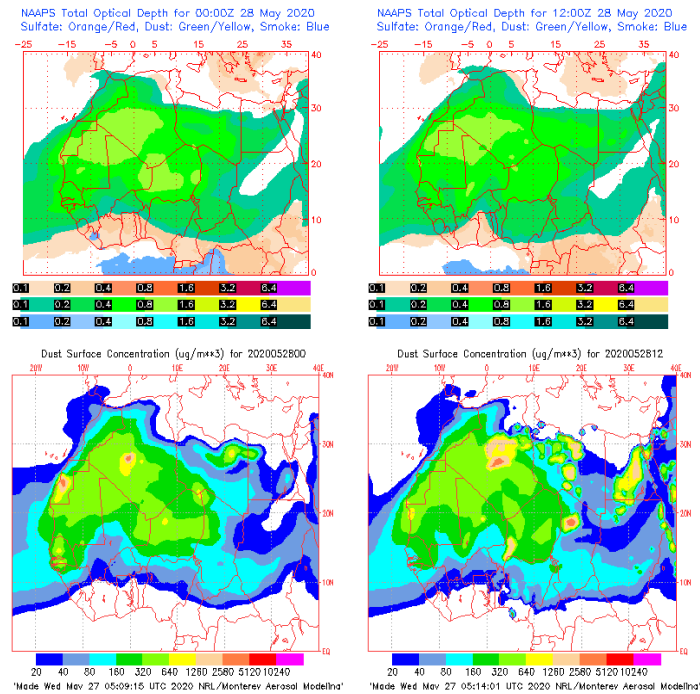 NAAPS Total Optical Depth for 00:00Z 28 May 2020
Sulfate: Orange/Red, Dust: Green/Yellow, Smoke: Blue
-25 -15 -10 -5 0 5 15 25 40
40
30
20
10
0
0.1 0.2 0.4 0.8 1.6 3.2 6.4
0.1 0.2 0.4 0.8 1.6 3.2 6.4
0.1 0.2 0.4 0.8 1.6 3.2 6.4
NAAPS Total Optical Depth for 12:00Z 28 May 2020
Sulfate: Orange/Red, Dust: Green/Yellow, Smoke: Blue
-25 -15 -10 -5 0 5 15 25 40
40
30
20
10
0
0.1 0.2 0.4 0.8 1.6 3.2 6.4
0.1 0.2 0.4 0.8 1.6 3.2 6.4
0.1 0.2 0.4 0.8 1.6 3.2 6.4
Dust Surface Concentration (ug/m**3) for 2020052800
20W 10W 0 10E 20E 30E 40E
40N
30N
20N
10N
EQ
20 40 80 160 320 640 1280 2560 5120 10240
'Made Wed May 27 05:09:15 UTC 2020 NRL/Monterey Aerosol Modeling'
Dust Surface Concentration (ug/m**3) for 2020052812
20W 10W 0 10E 20E 30E 40E
40N
30N
20N
10N
EQ
20 40 80 160 320 640 1280 2560 5120 10240
'Made Wed May 27 05:14:01 UTC 2020 NRL/Monterey Aerosol Modeling'